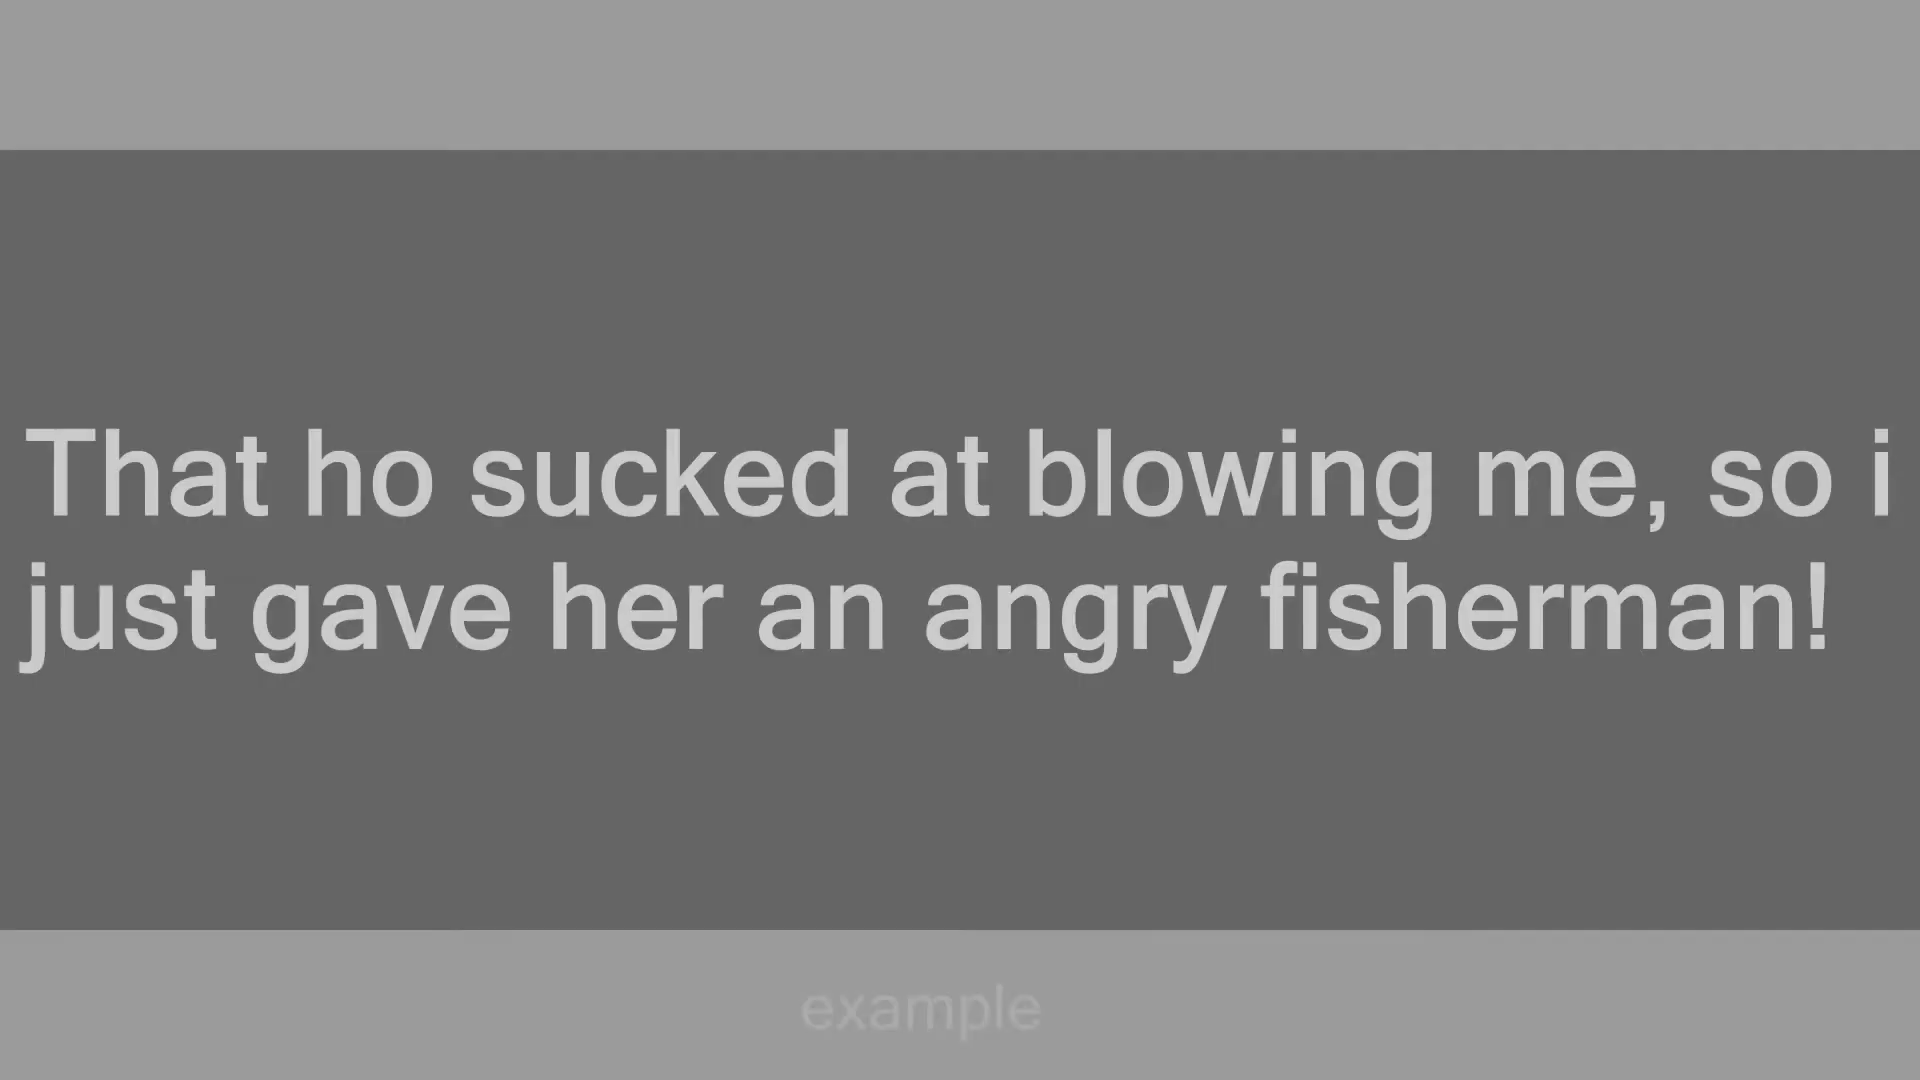 That ho sucked at blowing me, so i
just gave her an angry fisherman!
example